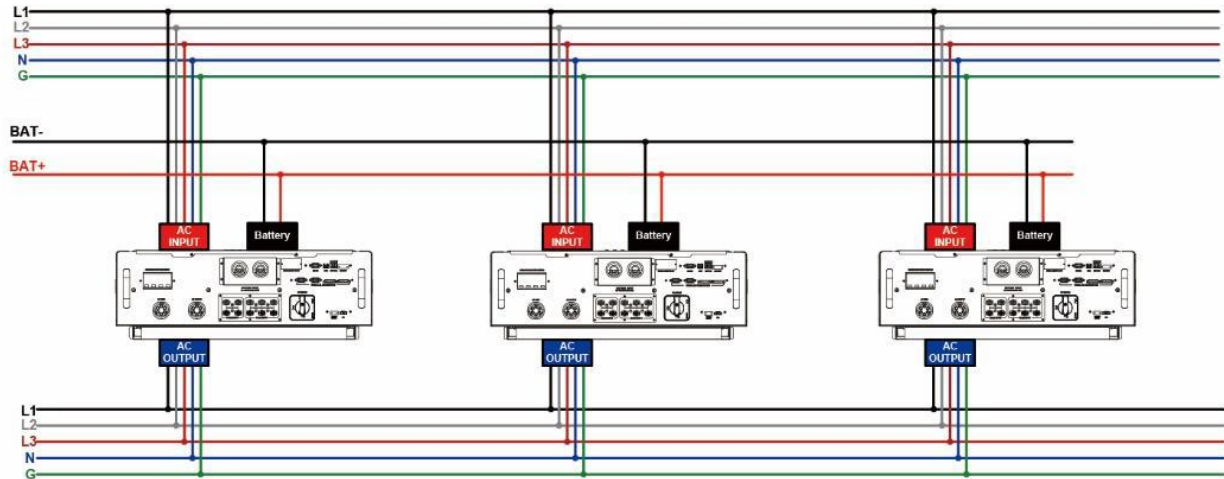 L1
L2
L3
N
G
BAT-
BAT+
AC
INPUT
Battery
AC
INPUT
Battery
AC
INPUT
Battery
AC
OUTPUT
AC
OUTPUT
AC
OUTPUT
L1
L2
L3
N
G